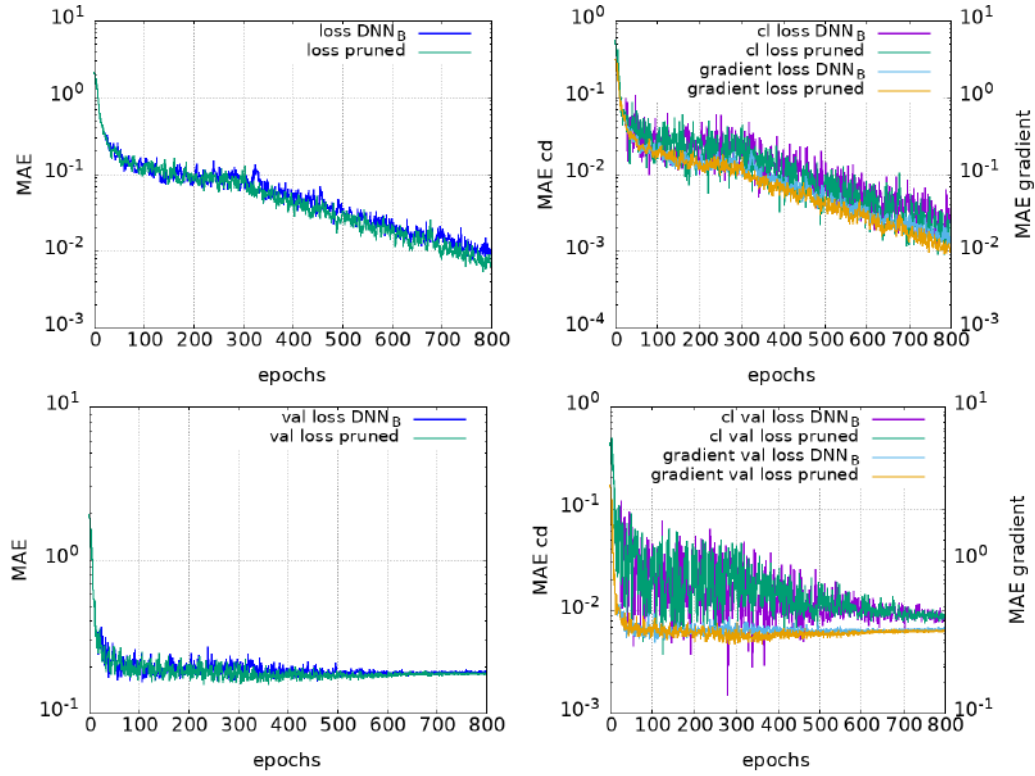 10^1
10^0
10^-1
10^-2
10^-3
MAE
loss DNN_B
loss pruned
0 100 200 300 400 500 600 700 800
epochs
10^0
10^-1
10^-2
10^-3
10^-4
MAE cd
cl loss DNN_B
cl loss pruned
gradient loss DNN_B
gradient loss pruned
10^1
10^0
10^-1
10^-2
10^-3
MAE gradient
0 100 200 300 400 500 600 700 800
epochs
10^1
10^0
10^-1
MAE
val loss DNN_B
val loss pruned
0 100 200 300 400 500 600 700 800
epochs
10^0
10^-1
10^-2
10^-3
MAE cd
cl val loss DNN_B
cl val loss pruned
gradient val loss DNN_B
gradient val loss pruned
10^1
10^0
10^-1
MAE gradient
0 100 200 300 400 500 600 700 800
epochs